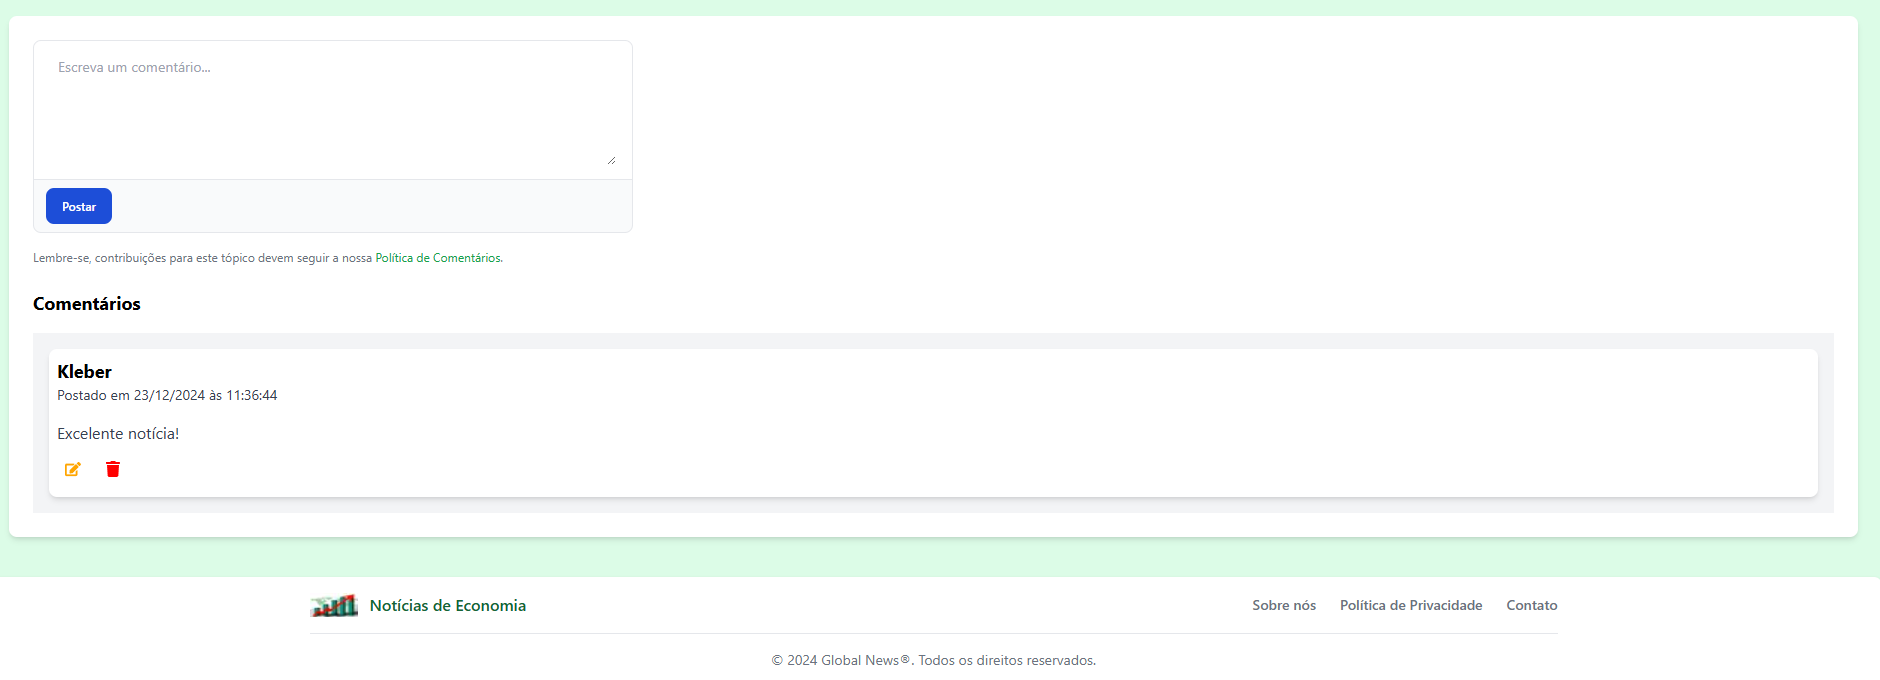 Escreva um comentário...
Postar
Lembre-se, contribuições para este tópico devem seguir a nossa Política de Comentários.
Comentários
Kleber
Postado em 23/12/2024 às 11:36:44
Excelente notícia!
Notícias de Economia
Sobre nós Política de Privacidade Contato
© 2024 Global News®. Todos os direitos reservados.